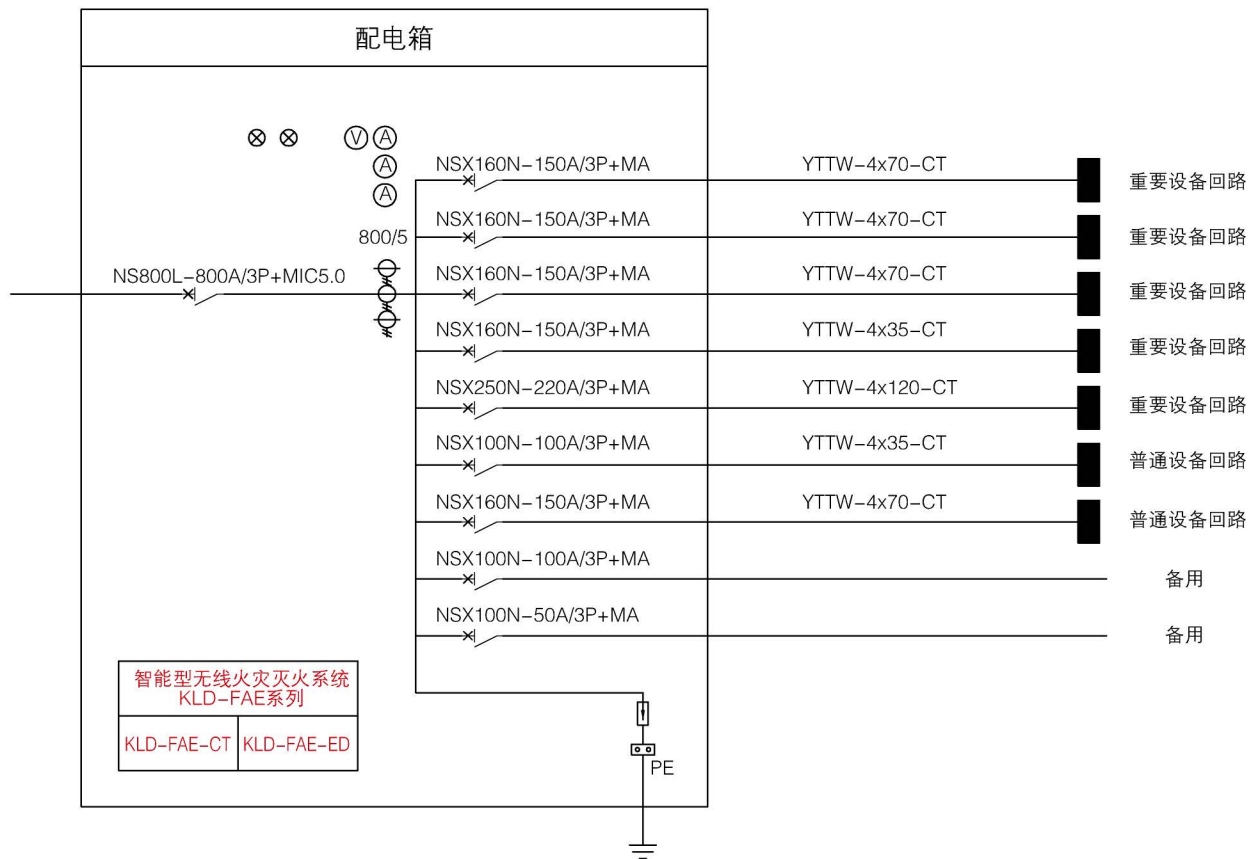 配电箱
V A
A
A
800/5
NS800L-800A/3P+MIC5.0
NSX160N-150A/3P+MA YTTW-4x70-CT 重要设备回路
NSX160N-150A/3P+MA YTTW-4x70-CT 重要设备回路
NSX160N-150A/3P+MA YTTW-4x70-CT 重要设备回路
NSX160N-150A/3P+MA YTTW-4x35-CT 重要设备回路
NSX250N-220A/3P+MA YTTW-4x120-CT 重要设备回路
NSX100N-100A/3P+MA YTTW-4x35-CT 普通设备回路
NSX160N-150A/3P+MA YTTW-4x70-CT 普通设备回路
NSX100N-100A/3P+MA 备用
NSX100N-50A/3P+MA 备用
智能型无线火灾灭火系统
KLD-FAE系列
KLD-FAE-CT KLD-FAE-ED
PE